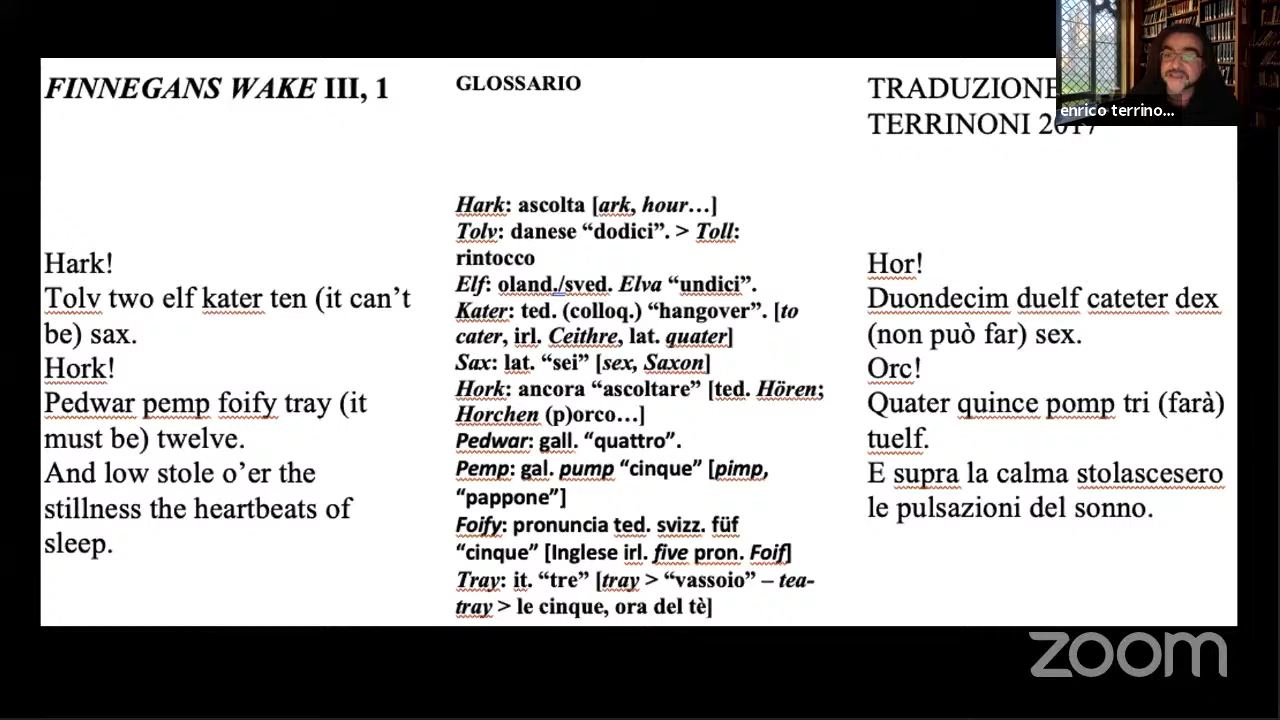 FINNEGANS WAKE III, 1
Hark!
Tolv two elf kater ten (it can’t
be) sax.
Hork!
Pedwar pemp foify tray (it
must be) twelve.
And low stole o’er the
stillness the heartbeats of
sleep.
GLOSSARIO
Hark: ascolta [ark, hour…]
Tolv: danese “dodici”. > Toll:
rintocco
Elf: oland./sved. Elva “undici”.
Kater: ted. (colloq.) “hangover”. [to
cater, irl. Ceithre, lat. quater]
Sax: lat. “sei” [sex, Saxon]
Hork: ancora “ascoltare” [ted. Hören;
Horchen (p)orco…]
Pedwar: gall. “quattro”.
Pemp: gal. pump “cinque” [pimp,
“pappone”]
Foify: pronuncia ted. svizz. füf
“cinque” [Inglese irl. five pron. Foif]
Tray: it. “tre” [tray > “vassoio” – tea-
tray > le cinque, ora del tè]
TRADUZIONE
TERRINONI 2017
Hor!
Duondecim duelf cateter dex
(non può far) sex.
Orc!
Quater quince pomp tri (farà)
tuelf.
E supra la calma stolascesero
le pulsazioni del sonno.
enrico terrino...
zoom